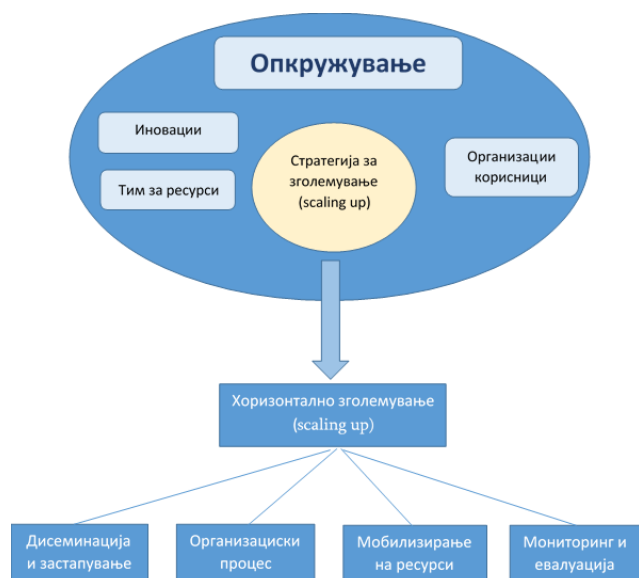 Опкружување
Иновации
Тим за ресурси
Стратегија за
зголемување
(scaling up)
Организации
корисници
Хоризонтално зголемување
(scaling up)
Дисеминација
и застапување
Организациски
процес
Мобилизирање
на ресурси
Мониторинг и
евалуација